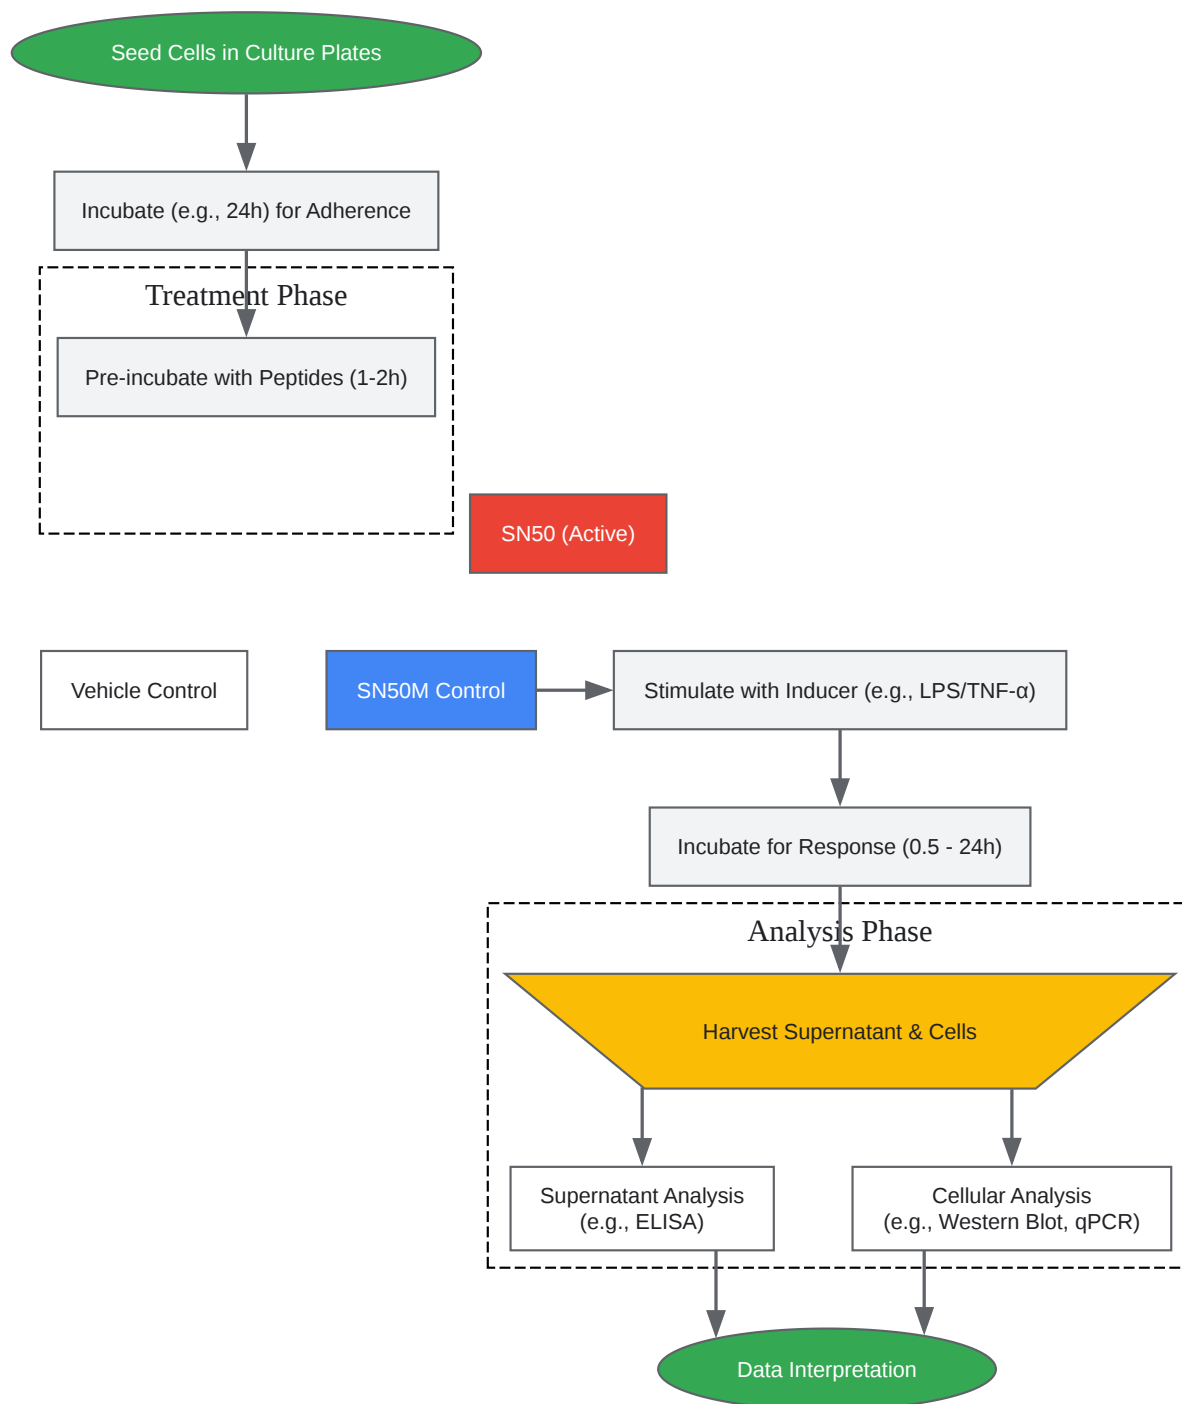 Seed Cells in Culture Plates
Incubate (e.g., 24h) for Adherence
Treatment Phase
Pre-incubate with Peptides (1-2h)
SN50 (Active)
Vehicle Control
SN50M Control
Stimulate with Inducer (e.g., LPS/TNF-α)
Incubate for Response (0.5 - 24h)
Analysis Phase
Harvest Supernatant & Cells
Supernatant Analysis
(e.g., ELISA)
Cellular Analysis
(e.g., Western Blot, qPCR)
Data Interpretation